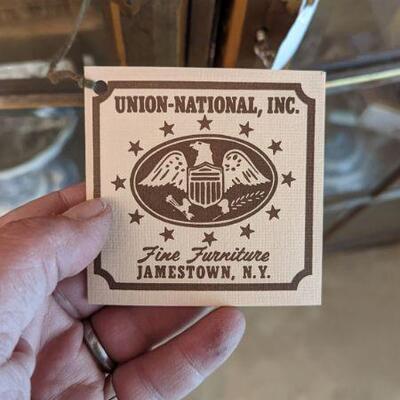 UNION-NATIONAL, INC.
Fine Furniture
JAMESTOWN, N.Y.